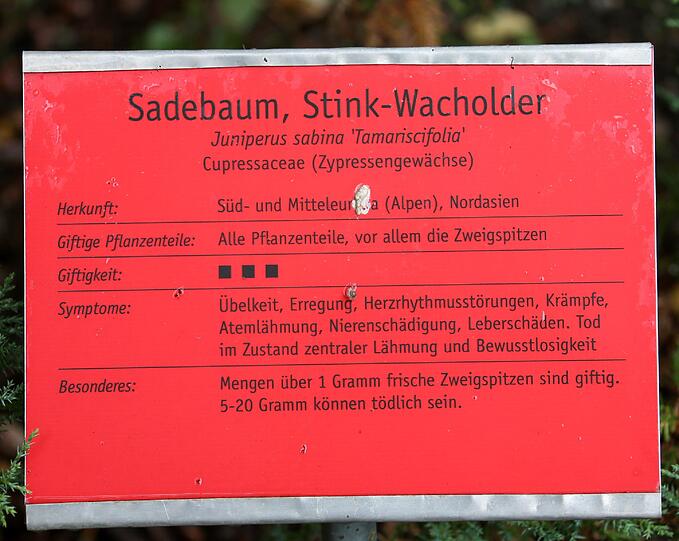 Sadebaum, Stink-Wacholder
Juniperus sabina 'Tamariscifolia'
Cupressaceae (Zypressengewächse)
Herkunft: Süd- und Mitteleuropa (Alpen), Nordasien
Giftige Pflanzenteile: Alle Pflanzenteile, vor allem die Zweigspitzen
Giftigkeit: ■ ■ ■
Symptome: Übelkeit, Erregung, Herzrhythmusstörungen, Krämpfe,
Atemlähmung, Nierenschädigung, Leberschäden. Tod
im Zustand zentraler Lähmung und Bewusstlosigkeit
Besonderes: Mengen über 1 Gramm frische Zweigspitzen sind giftig.
5-20 Gramm können tödlich sein.